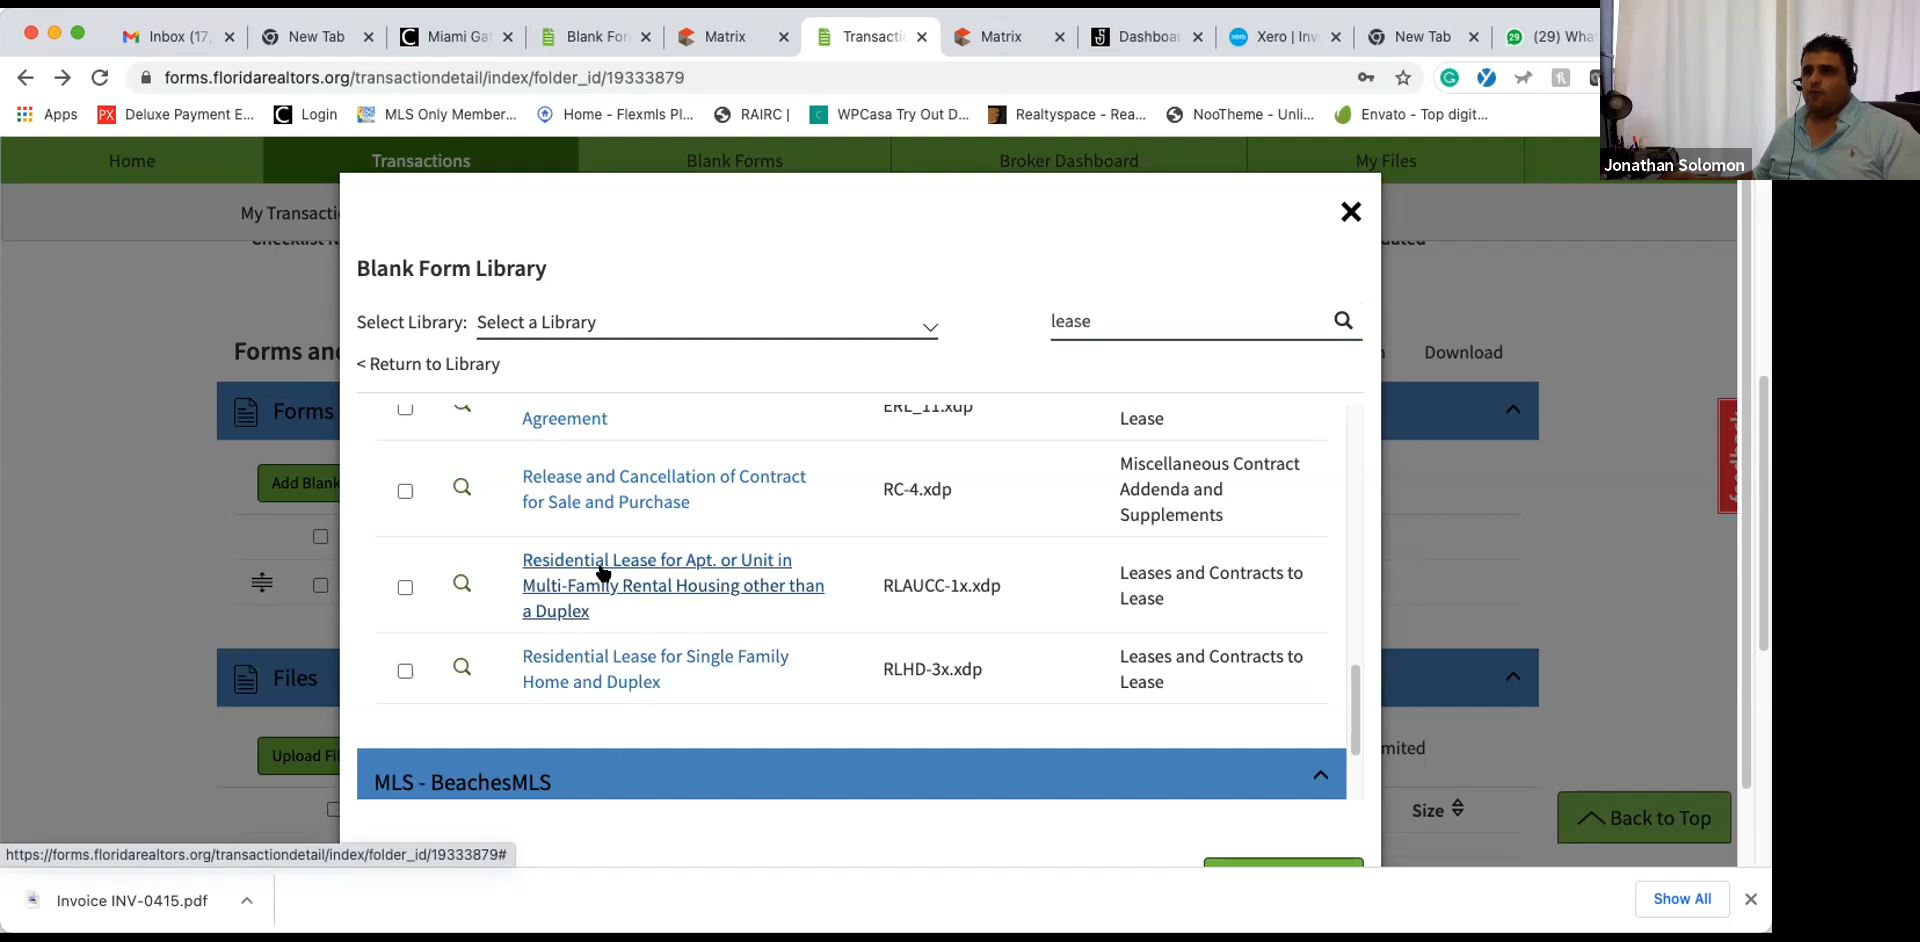 Inbox (17,
New Tab
Miami Ga
Blank For
Matrix
Transacti
Matrix
Dashboar
Xero | Inv
New Tab
(29) Wha
forms.floridarealtors.org/transactiondetail/index/folder_id/19333879
Apps
Deluxe Payment E...
Login
MLS Only Member...
Home - Flexmls Pl...
RAIRC |
WPCasa Try Out D...
Realtyspace - Rea...
NooTheme - Unli...
Envato - Top digit...
Jonathan Solomon
Home
Transactions
Blank Forms
Broker Dashboard
My Files
My Transacti
Blank Form Library
Select Library: Select a Library
lease
< Return to Library
Forms an
Download
Forms
Add Blank
Agreement
ERL_11.xdp
Lease
Release and Cancellation of Contract
for Sale and Purchase
RC-4.xdp
Miscellaneous Contract
Addenda and
Supplements
Residential Lease for Apt. or Unit in
Multi-Family Rental Housing other than
a Duplex
RLAUCC-1x.xdp
Leases and Contracts to
Lease
Residential Lease for Single Family
Home and Duplex
RLHD-3x.xdp
Leases and Contracts to
Lease
Files
Upload Fil
mited
MLS - BeachesMLS
Size
Back to Top
feedback
https://forms.floridarealtors.org/transactiondetail/index/folder_id/19333879#
Invoice INV-0415.pdf
Show All